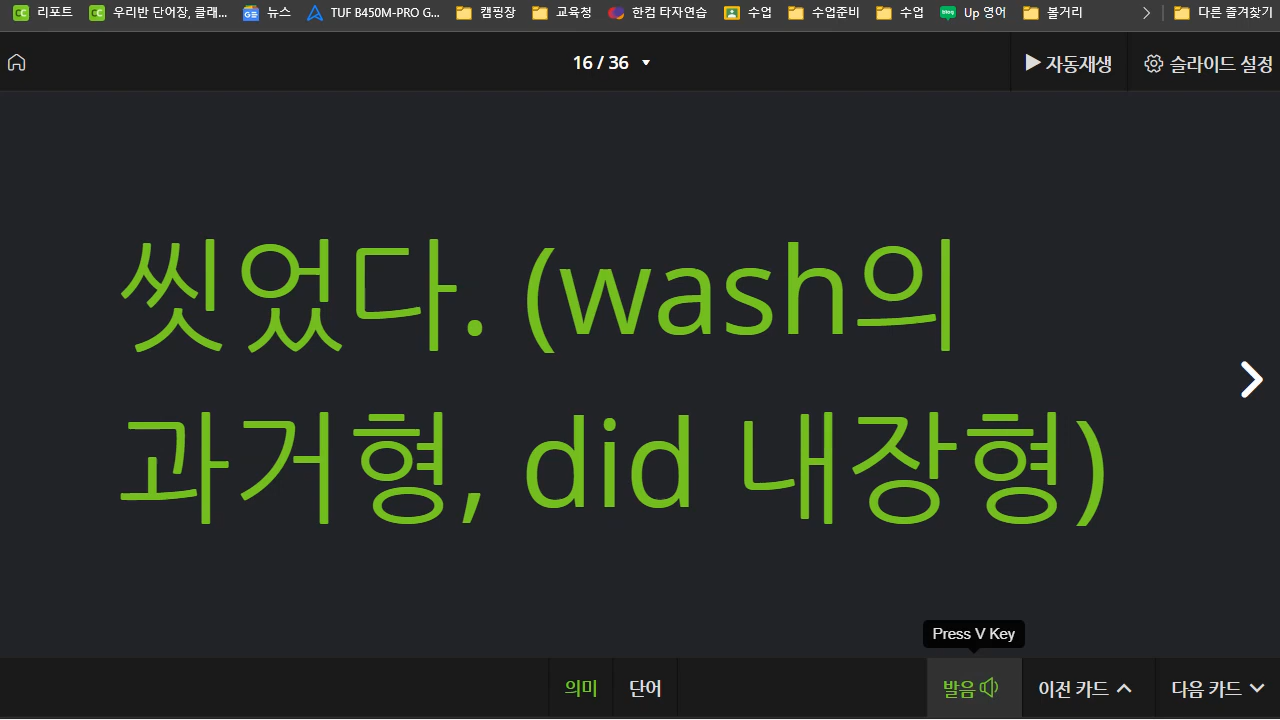 리포트 우리반 단어장, 클래... 뉴스 TUF B450M-PRO G... 캠핑장 교육청 한컴 타자연습 수업 수업준비 수업 Up 영어 볼거리 다른 즐겨찾기
16 / 36 자동재생 슬라이드 설정
씻었다. (wash의
과거형, did 내장형)
Press V Key
의미 단어 발음 이전 카드 다음 카드